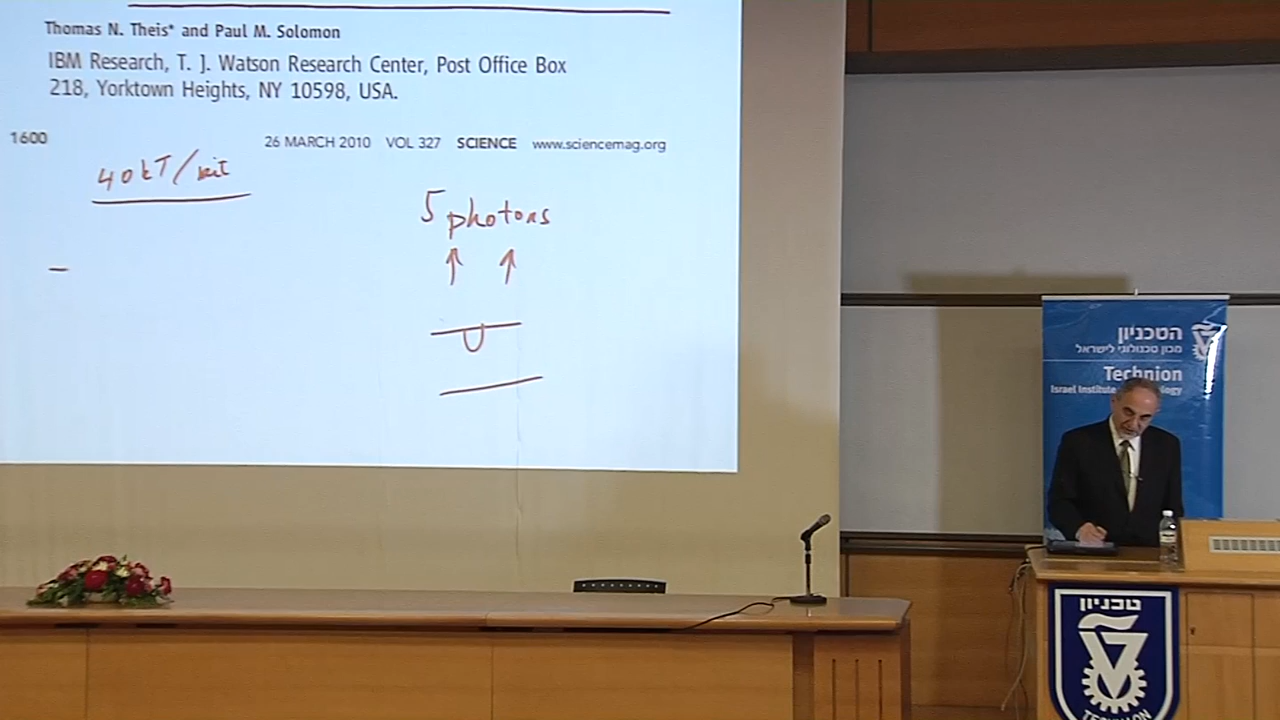 Thomas N. Theis* and Paul M. Solomon
IBM Research, T. J. Watson Research Center, Post Office Box
218, Yorktown Heights, NY 10598, USA.
1600 26 MARCH 2010 VOL 327 SCIENCE www.sciencemag.org
40kT/bit
5 photons
הטכניון
מכון טכנולוגי לישראל
Technion
Israel Institute ology
טכניון
TECHNION